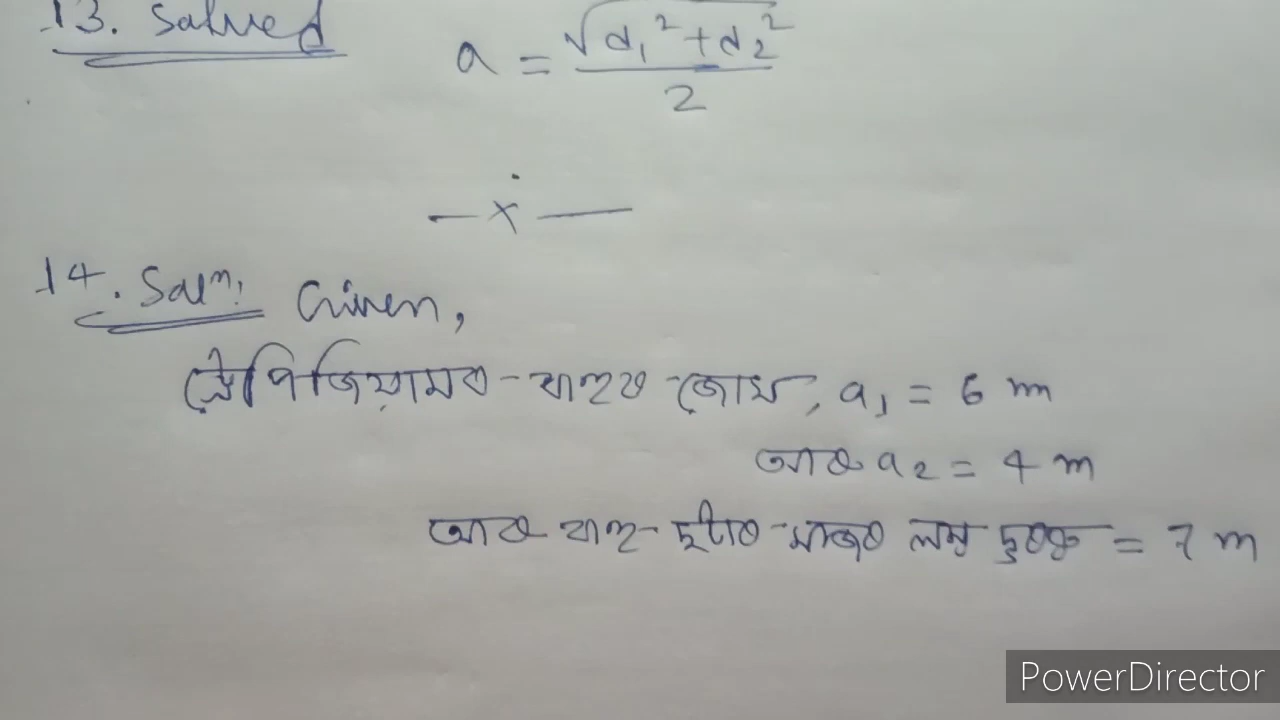 13. Solved
a = √d₁² + d₂² / 2
— x —
14. Solⁿ: Given,
ট্ৰেপিজিয়ামৰ বাহুৰ জোখ, a₁ = 6 m
আৰু a₂ = 4 m
আৰু বাহু দুটাৰ মাজৰ লম্ব দুৰত্ব = 7 m
PowerDirector